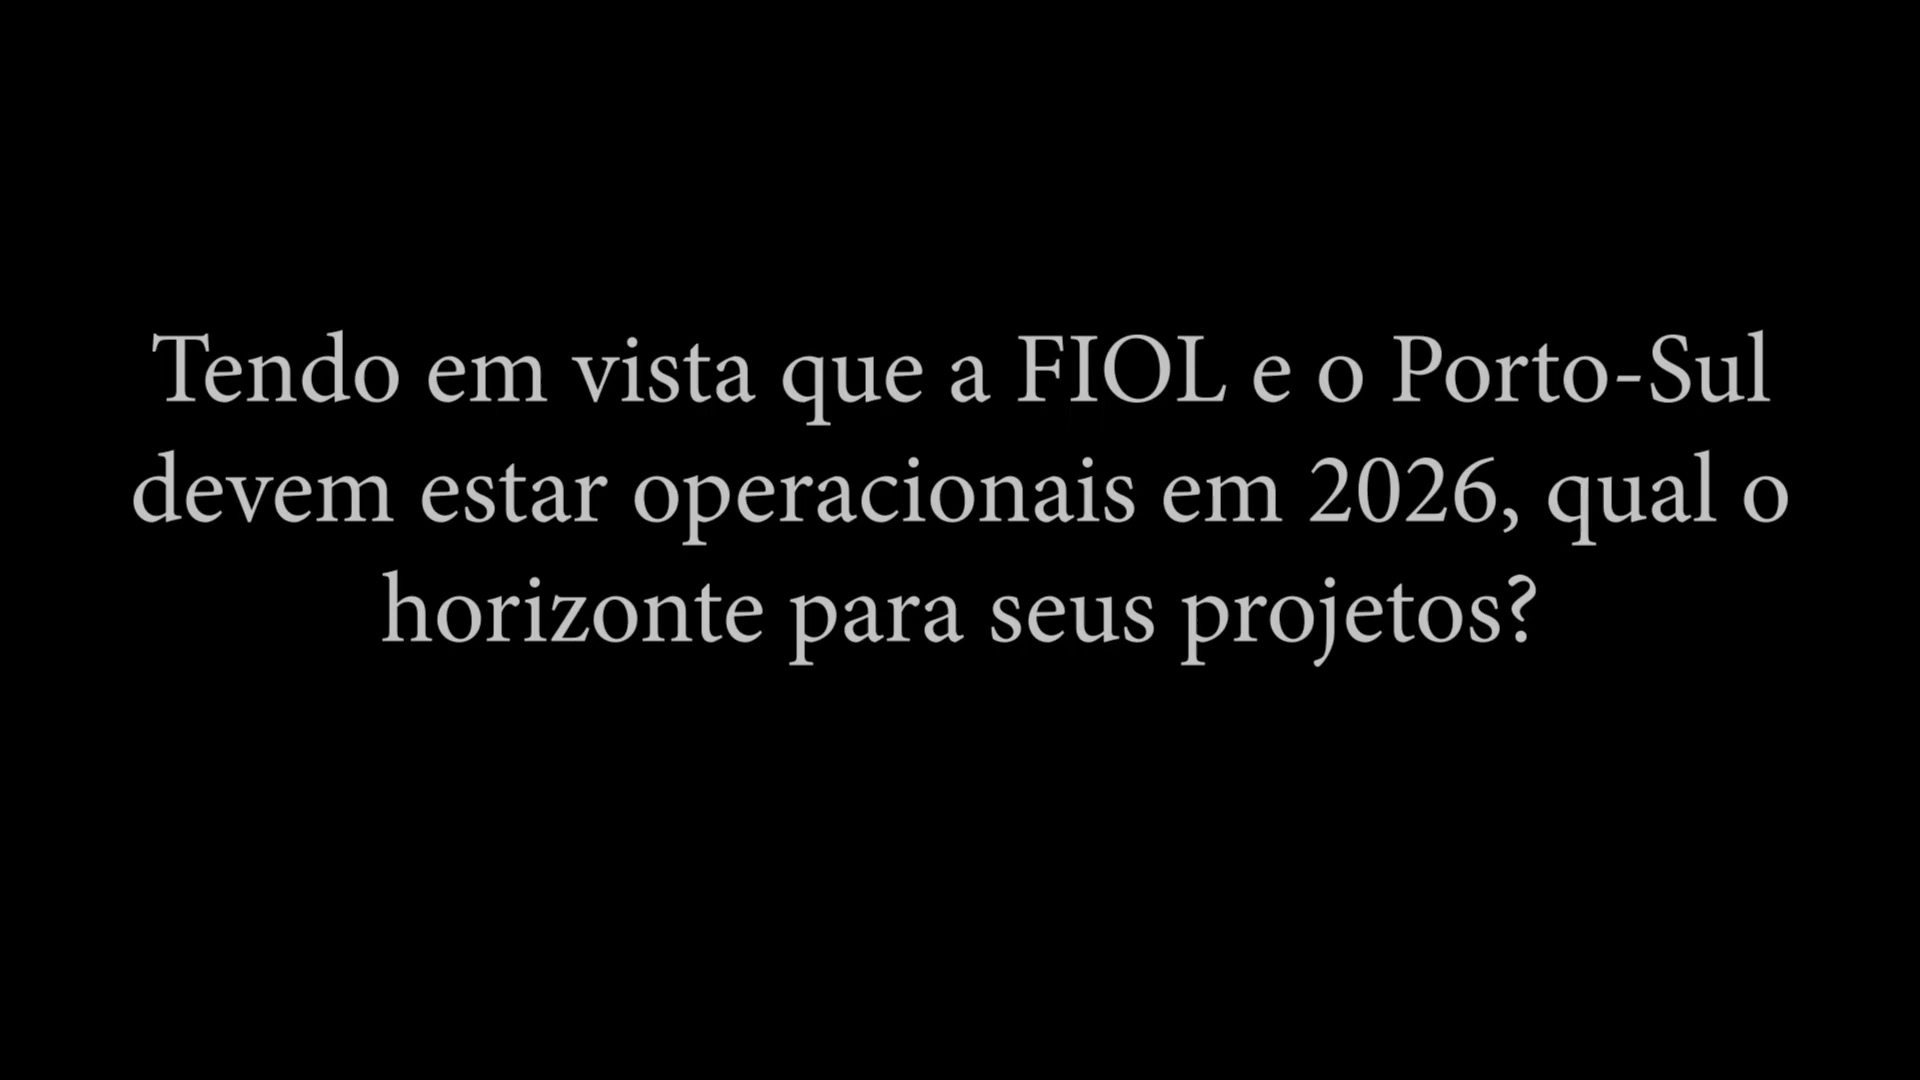 Tendo em vista que a FIOL e o Porto-Sul
devem estar operacionais em 2026, qual o
horizonte para seus projetos?